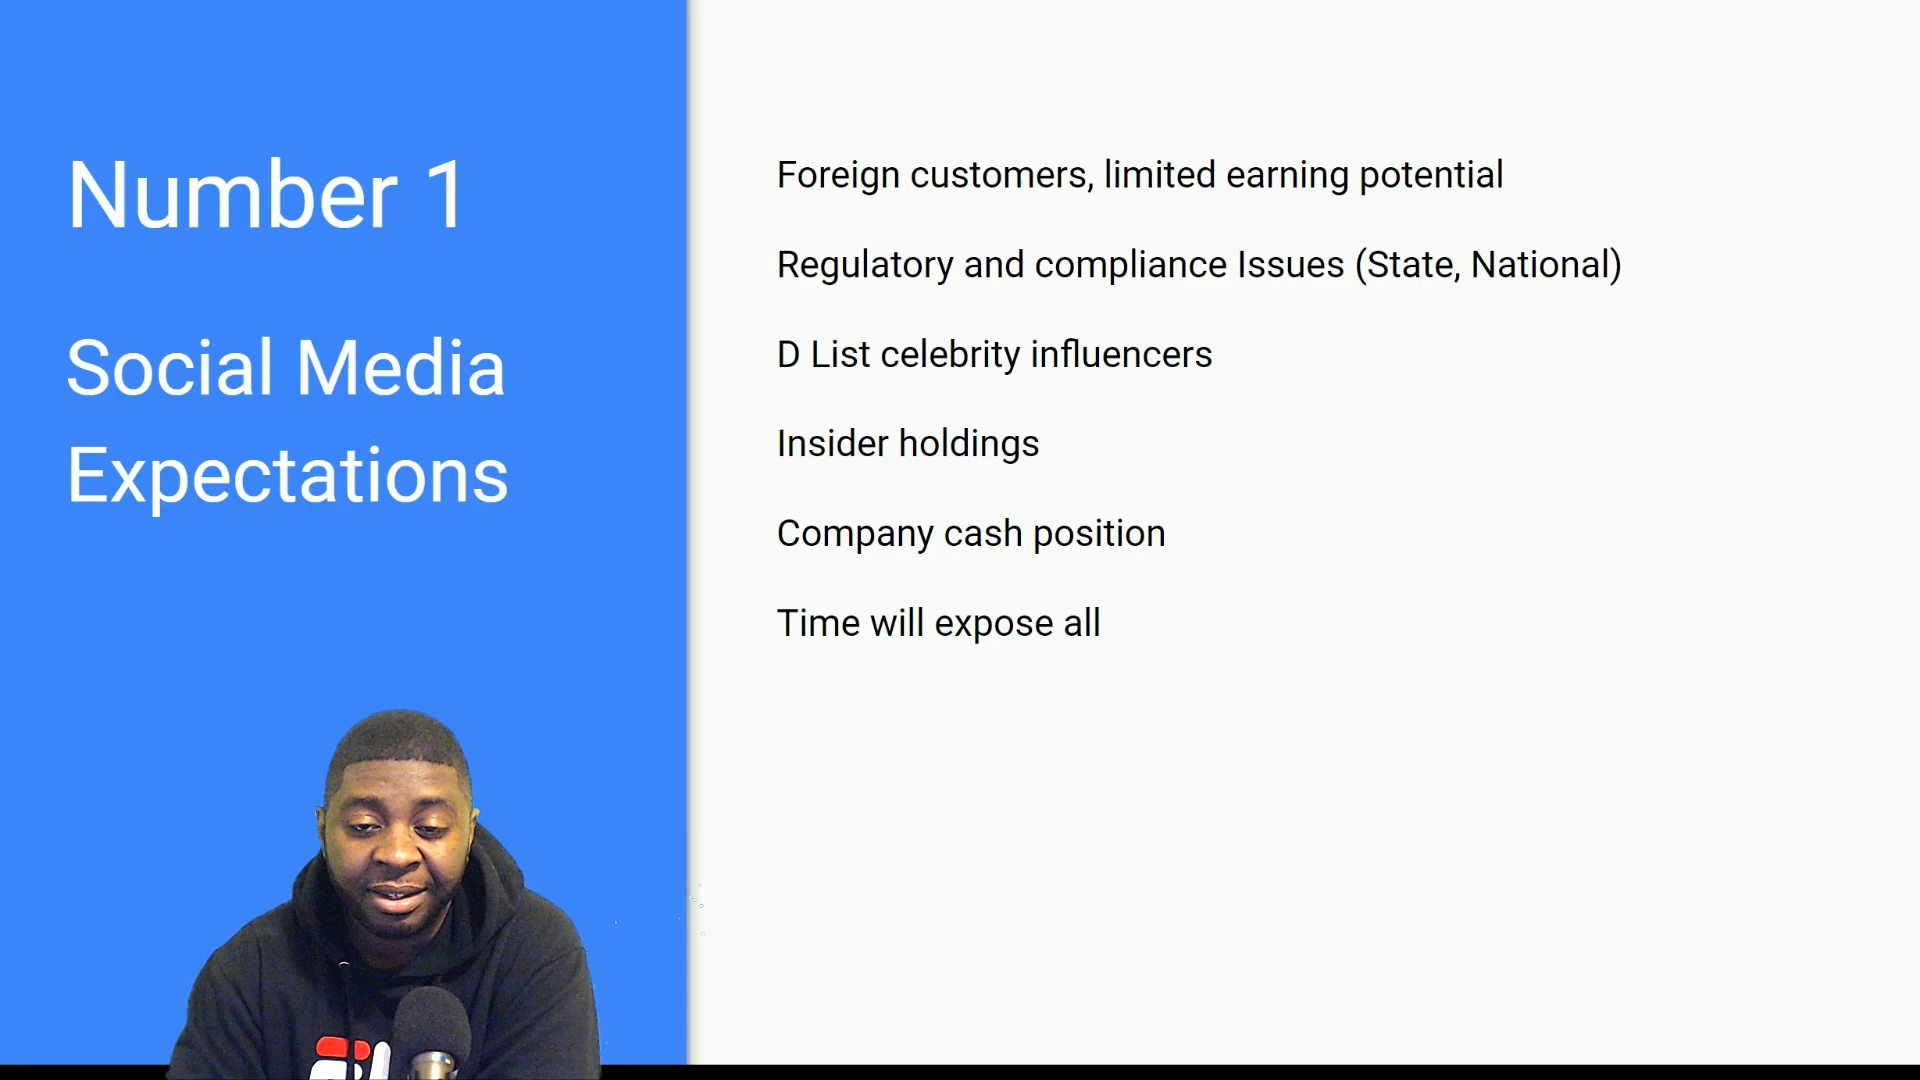 Number 1
Social Media
Expectations
Foreign customers, limited earning potential
Regulatory and compliance Issues (State, National)
D List celebrity influencers
Insider holdings
Company cash position
Time will expose all